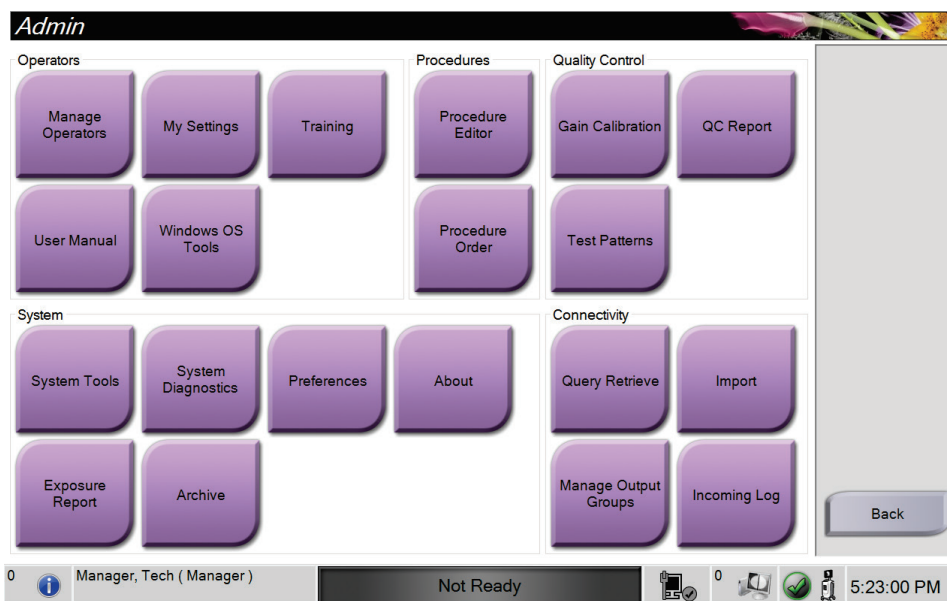 Admin
Operators
Manage
Operators
My Settings
Training
User Manual
Windows OS
Tools
Procedures
Procedure
Editor
Procedure
Order
Quality Control
Gain Calibration
QC Report
Test Patterns
System
System Tools
System
Diagnostics
Preferences
About
Exposure
Report
Archive
Connectivity
Query Retrieve
Import
Manage Output
Groups
Incoming Log
Back
0
Manager, Tech ( Manager )
Not Ready
0
5:23:00 PM